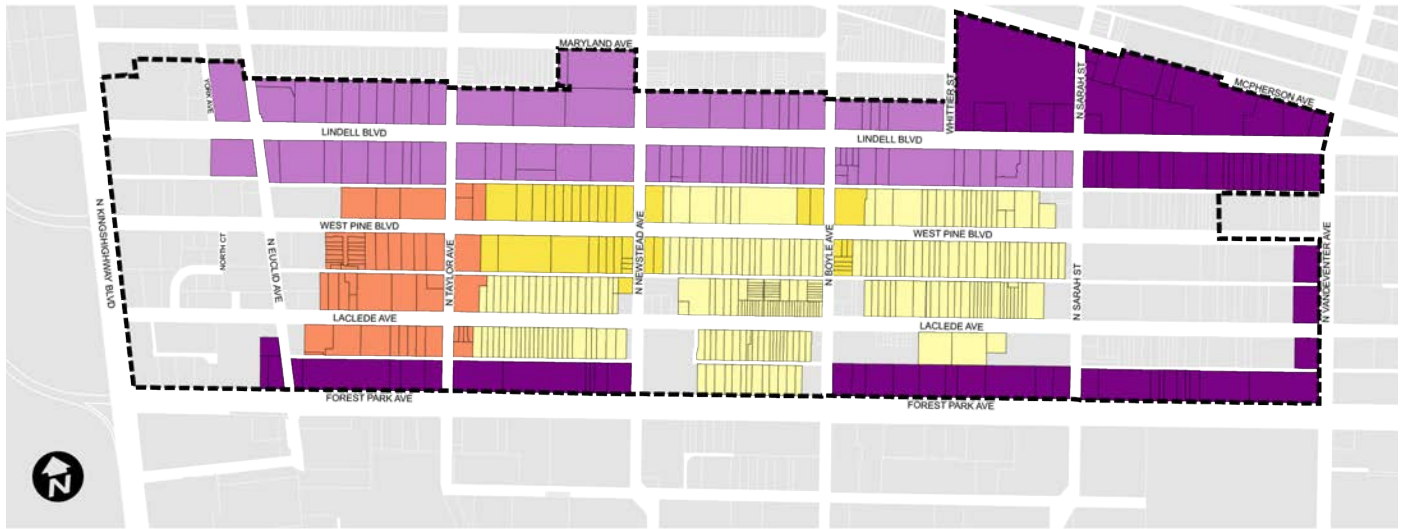 MARYLAND AVE
YORK AVE
WHITTIER ST
N SARAH ST
MCPHERSON AVE
LINDELL BLVD
LINDELL BLVD
N KINGSHIGHWAY BLVD
NORTH CT
N EUCLID AVE
WEST PINE BLVD
N TAYLOR AVE
N NEWSTEAD AVE
N BOYLE AVE
WEST PINE BLVD
N SARAH ST
N VANDEVENTER AVE
LACLEDE AVE
LACLEDE AVE
FOREST PARK AVE
FOREST PARK AVE
N